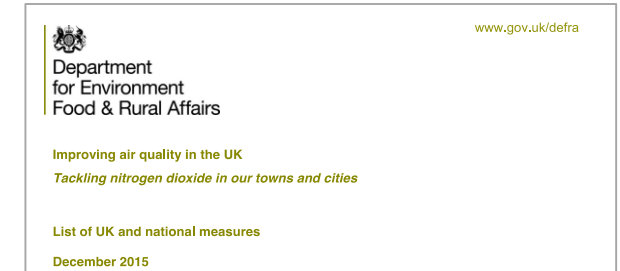 www.gov.uk/defra
Department
for Environment
Food & Rural Affairs
Improving air quality in the UK
Tackling nitrogen dioxide in our towns and cities
List of UK and national measures
December 2015